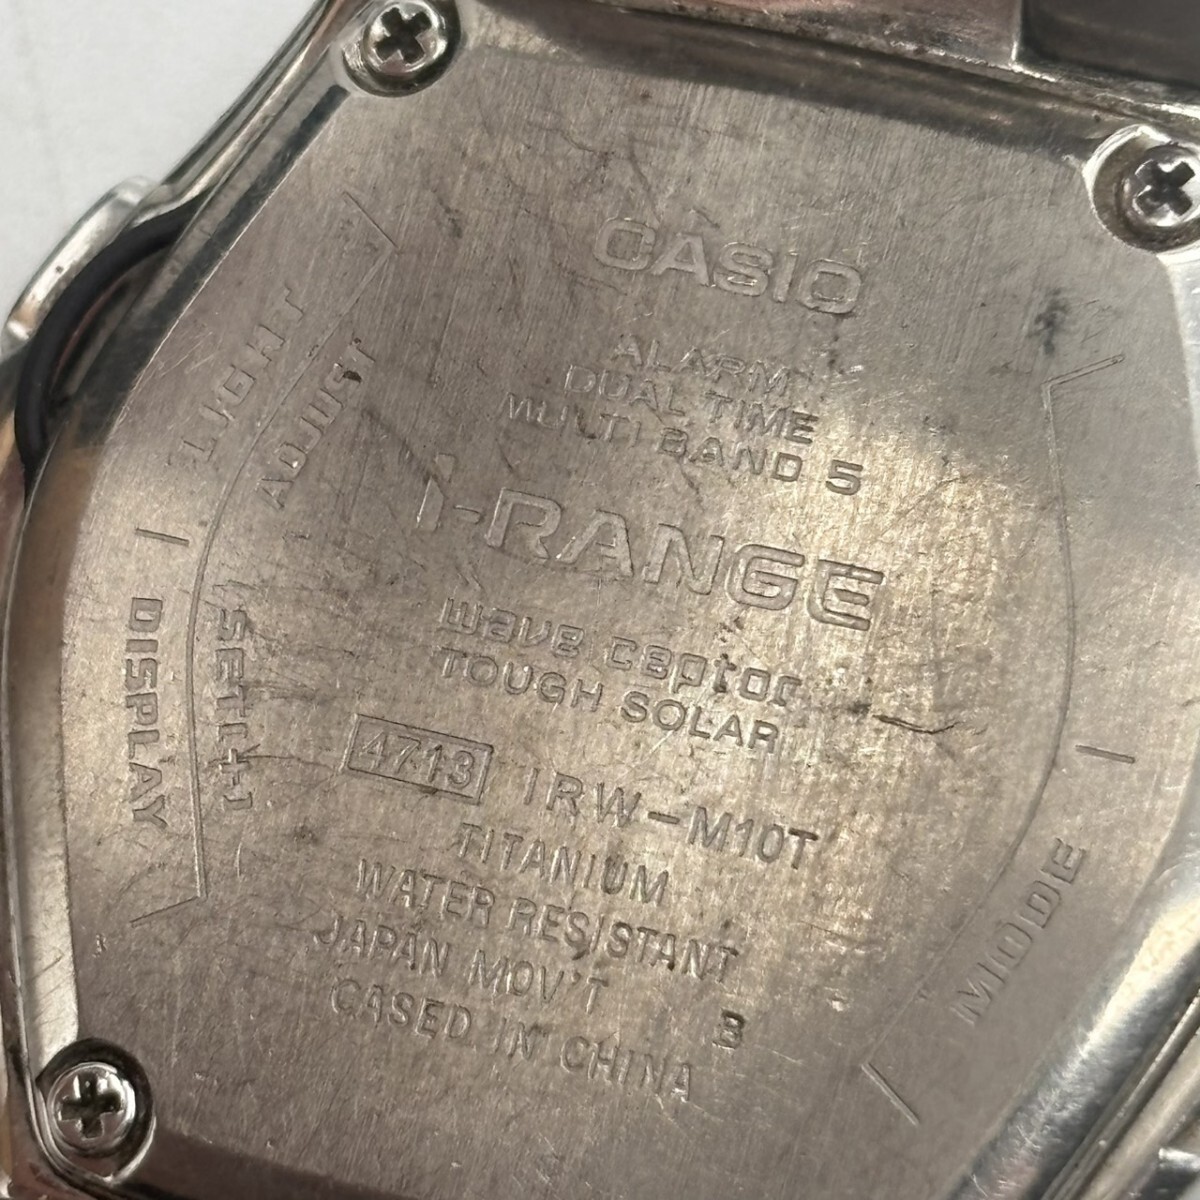 CASIO
ALARM
DUAL TIME
MULTI BAND 5
i-RANGE
wave ceptor
TOUGH SOLAR
4713 IRW-M10T
TITANIUM
WATER RESISTANT
JAPAN MOV'T
CASED IN CHINA B
LIGHT
ADJUST
SET[+]
DISPLAY
MODE